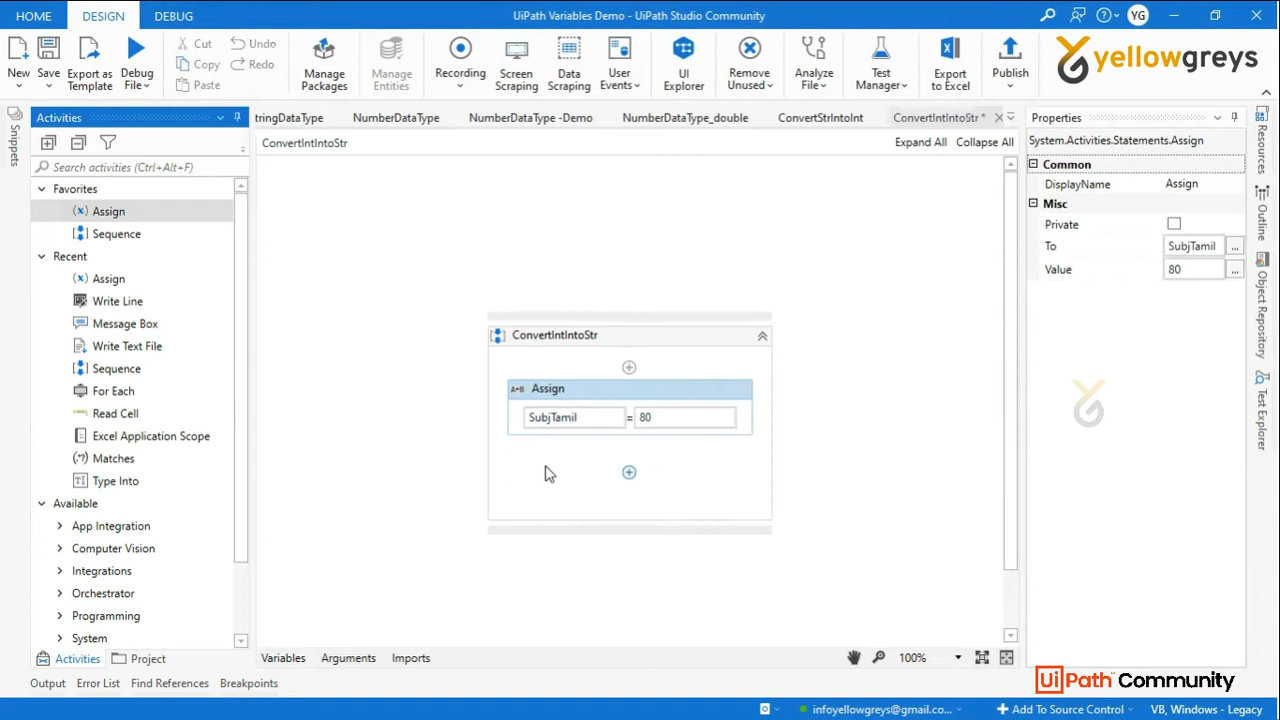 HOME DESIGN DEBUG UiPath Variables Demo - UiPath Studio Community YG
New Save Export as Template Debug File Cut Copy Paste Undo Redo Manage Packages Manage Entities Recording Screen Scraping Data Scraping User Events UI Explorer Remove Unused Analyze File Test Manager Export to Excel Publish
yellowgreys
Activities
tringDataType NumberDataType NumberDataType -Demo NumberDataType_double ConvertStrIntoInt ConvertIntIntoStr *
ConvertIntIntoStr Expand All Collapse All
Snippets
Search activities (Ctrl+Alt+F)
Favorites
Assign
Sequence
Recent
Assign
Write Line
Message Box
Write Text File
Sequence
For Each
Read Cell
Excel Application Scope
Matches
Type Into
Available
App Integration
Computer Vision
Integrations
Orchestrator
Programming
System
Activities Project
ConvertIntIntoStr
A+B Assign
SubjTamil = 80
Variables Arguments Imports 100%
Properties
System.Activities.Statements.Assign
Common
DisplayName Assign
Misc
Private
To SubjTamil ...
Value 80 ...
Resources
Outline
Object Repository
Test Explorer
UiPath Community
Output Error List Find References Breakpoints
infoyellowgreys@gmail.co... Add To Source Control VB, Windows - Legacy